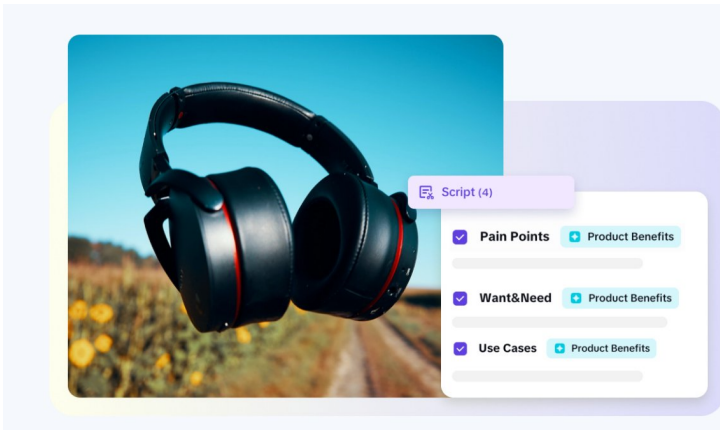 Script (4)
Pain Points Product Benefits
Want&Need Product Benefits
Use Cases Product Benefits